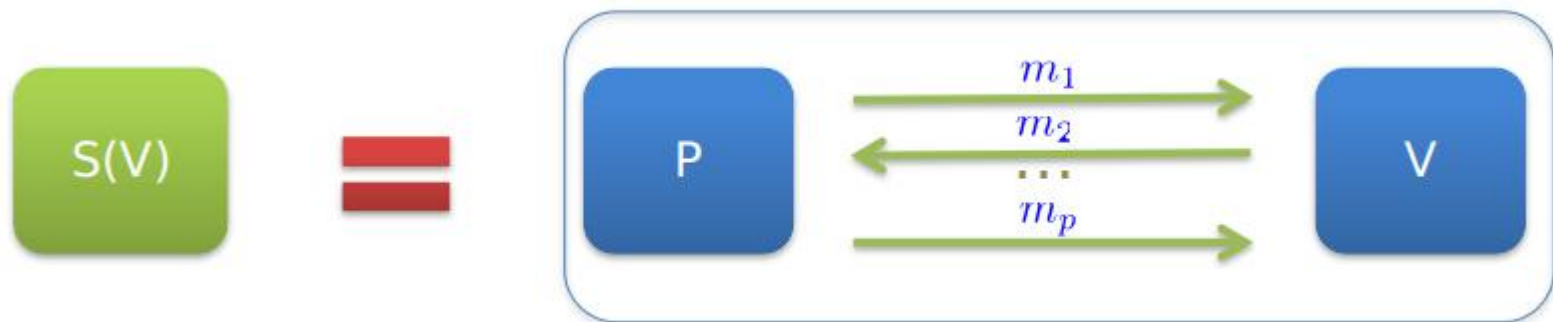 S(V)
=
P
m₁
m₂
...
mₚ
V